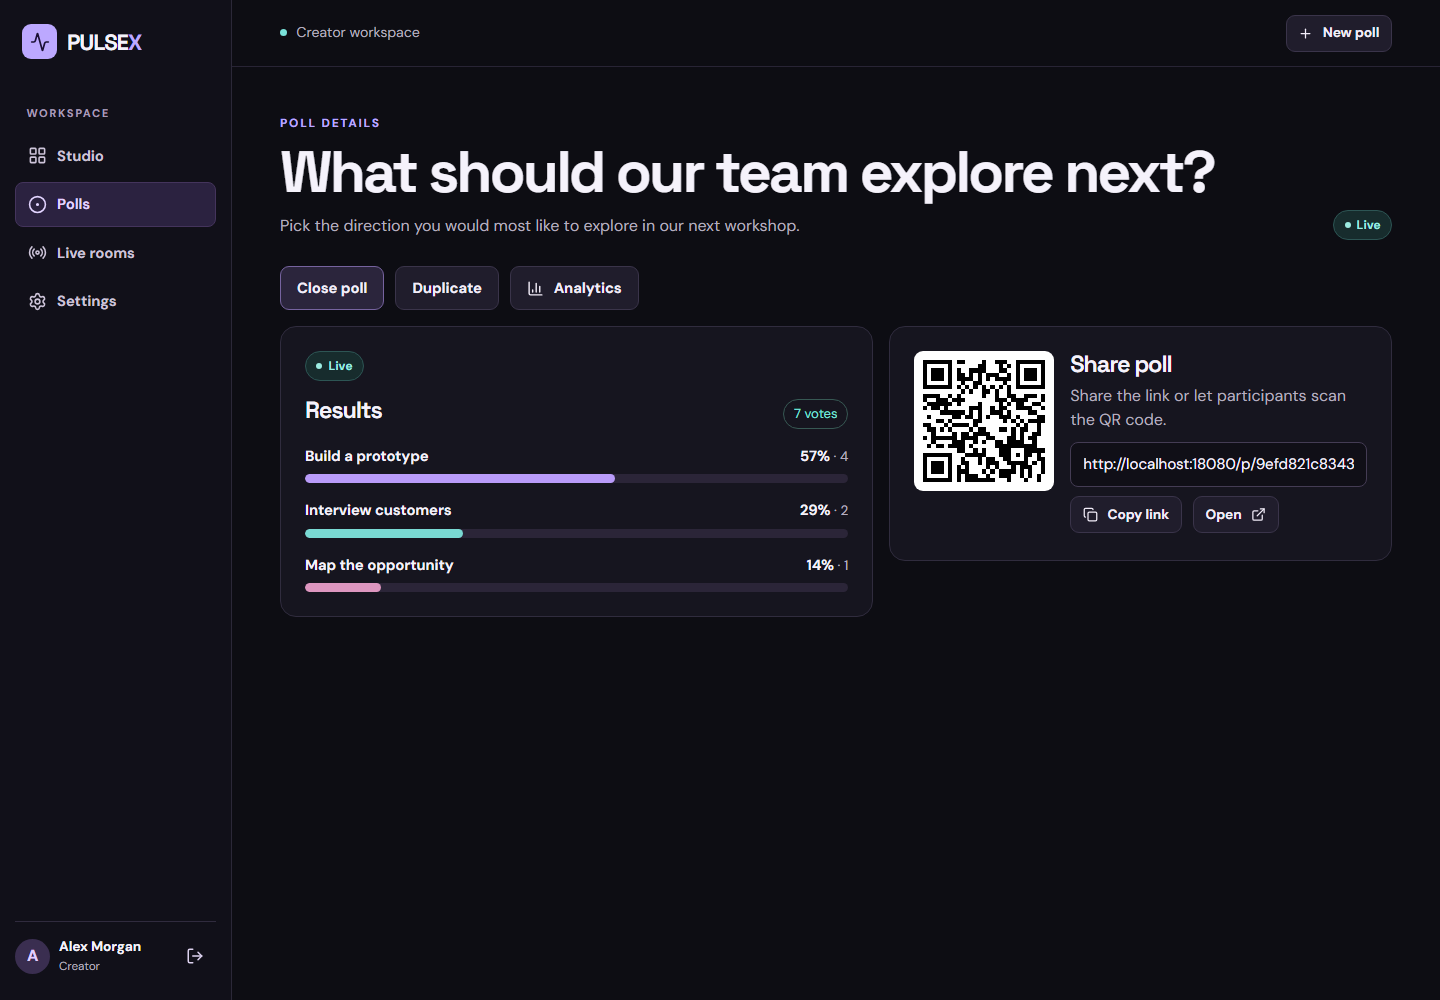 PULSEX
Creator workspace
New poll
WORKSPACE
Studio
Polls
Live rooms
Settings
POLL DETAILS
What should our team explore next?
Pick the direction you would most like to explore in our next workshop.
Live
Close poll
Duplicate
Analytics
Live
Results
7 votes
Build a prototype
57% · 4
Interview customers
29% · 2
Map the opportunity
14% · 1
Share poll
Share the link or let participants scan
the QR code.
http://localhost:18080/p/9efd821c8343
Copy link
Open
A
Alex Morgan
Creator